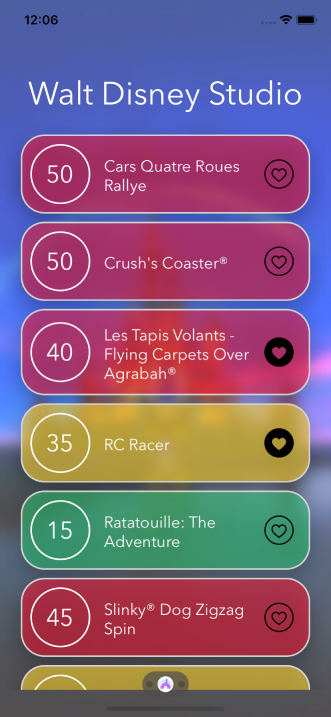 12:06
Walt Disney Studio
50
Cars Quatre Roues
Rallye
50
Crush's Coaster®
40
Les Tapis Volants -
Flying Carpets Over
Agrabah®
35
RC Racer
15
Ratatouille: The
Adventure
45
Slinky® Dog Zigzag
Spin